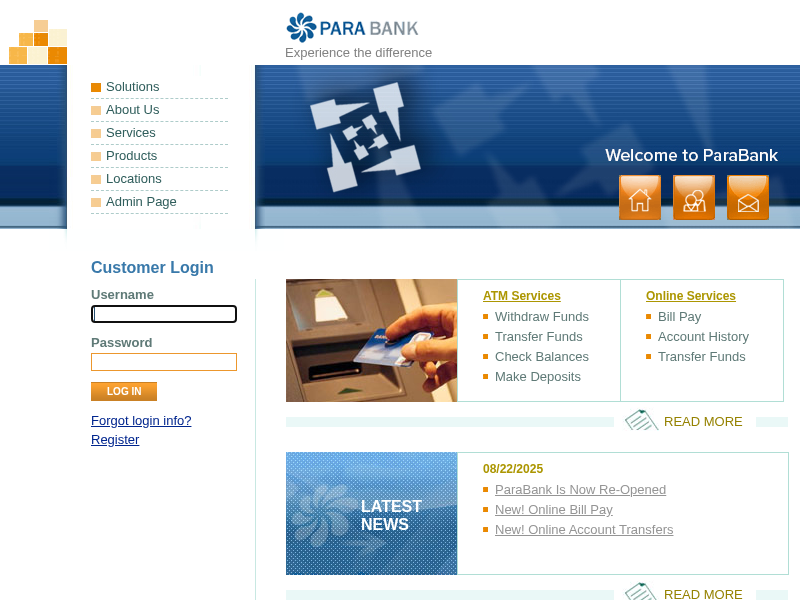 PARA BANK
Experience the difference
Solutions
About Us
Services
Products
Locations
Admin Page
Welcome to ParaBank
Customer Login
Username
Password
LOG IN
Forgot login info?
Register
ATM Services
Withdraw Funds
Transfer Funds
Check Balances
Make Deposits
Online Services
Bill Pay
Account History
Transfer Funds
READ MORE
LATEST
NEWS
08/22/2025
ParaBank Is Now Re-Opened
New! Online Bill Pay
New! Online Account Transfers
READ MORE